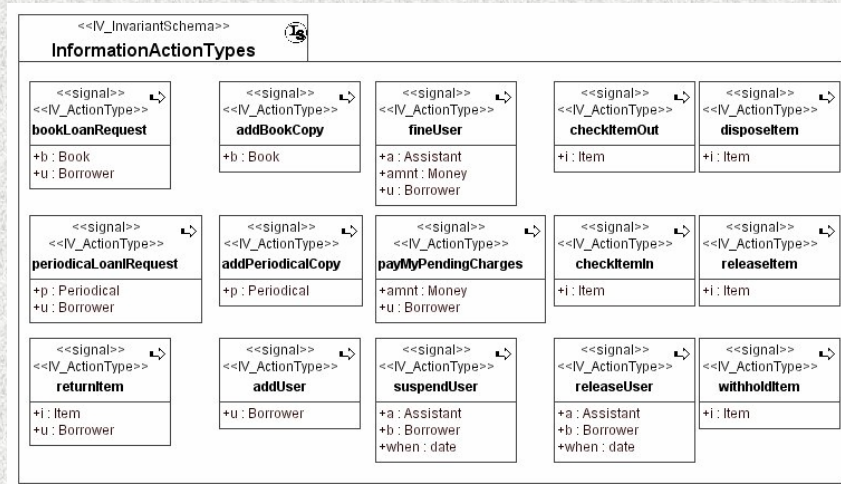 <<IV_InvariantSchema>>
InformationActionTypes
<<signal>>
<<IV_ActionType>>
bookLoanRequest
+b : Book
+u : Borrower
<<signal>>
<<IV_ActionType>>
addBookCopy
+b : Book
<<signal>>
<<IV_ActionType>>
fineUser
+a : Assistant
+amnt : Money
+u : Borrower
<<signal>>
<<IV_ActionType>>
checkItemOut
+i : Item
<<signal>>
<<IV_ActionType>>
disposeItem
+i : Item
<<signal>>
<<IV_ActionType>>
periodicaLoanlRequest
+p : Periodical
+u : Borrower
<<signal>>
<<IV_ActionType>>
addPeriodicalCopy
+p : Periodical
<<signal>>
<<IV_ActionType>>
payMyPendingCharges
+amnt : Money
+u : Borrower
<<signal>>
<<IV_ActionType>>
checkItemIn
+i : Item
<<signal>>
<<IV_ActionType>>
releaseItem
+i : Item
<<signal>>
<<IV_ActionType>>
returnItem
+i : Item
+u : Borrower
<<signal>>
<<IV_ActionType>>
addUser
+u : Borrower
<<signal>>
<<IV_ActionType>>
suspendUser
+a : Assistant
+b : Borrower
+when : date
<<signal>>
<<IV_ActionType>>
releaseUser
+a : Assistant
+b : Borrower
+when : date
<<signal>>
<<IV_ActionType>>
withholdItem
+i : Item